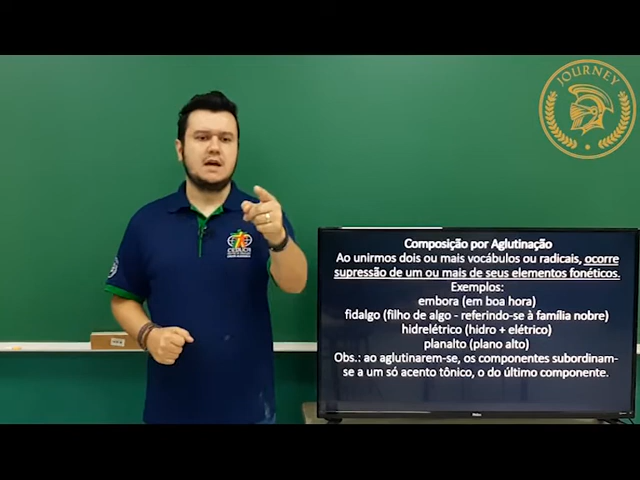 JOURNEY
Composição por Aglutinação
Ao unirmos dois ou mais vocábulos ou radicais, ocorre
supressão de um ou mais de seus elementos fonéticos.
Exemplos:
embora (em boa hora)
fidalgo (filho de algo - referindo-se à família nobre)
hidrelétrico (hidro + elétrico)
planalto (plano alto)
Obs.: ao aglutinarem-se, os componentes subordinam-
se a um só acento tônico, o do último componente.